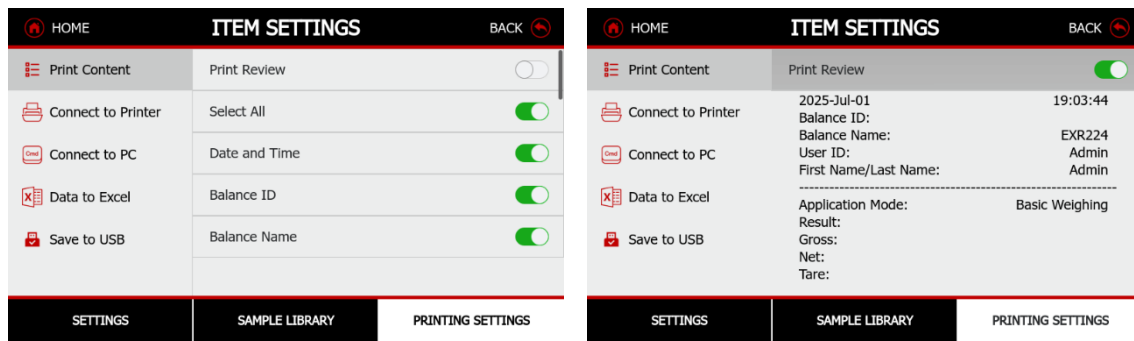 HOME ITEM SETTINGS BACK
Print Content
Connect to Printer
Cmd Connect to PC
X Data to Excel
Save to USB
Print Review
Select All
Date and Time
Balance ID
Balance Name
SETTINGS SAMPLE LIBRARY PRINTING SETTINGS
HOME ITEM SETTINGS BACK
Print Content
Connect to Printer
Cmd Connect to PC
X Data to Excel
Save to USB
Print Review
2025-Jul-01 19:03:44
Balance ID:
Balance Name: EXR224
User ID: Admin
First Name/Last Name: Admin
--------------------------------------------------------------
Application Mode: Basic Weighing
Result:
Gross:
Net:
Tare:
SETTINGS SAMPLE LIBRARY PRINTING SETTINGS